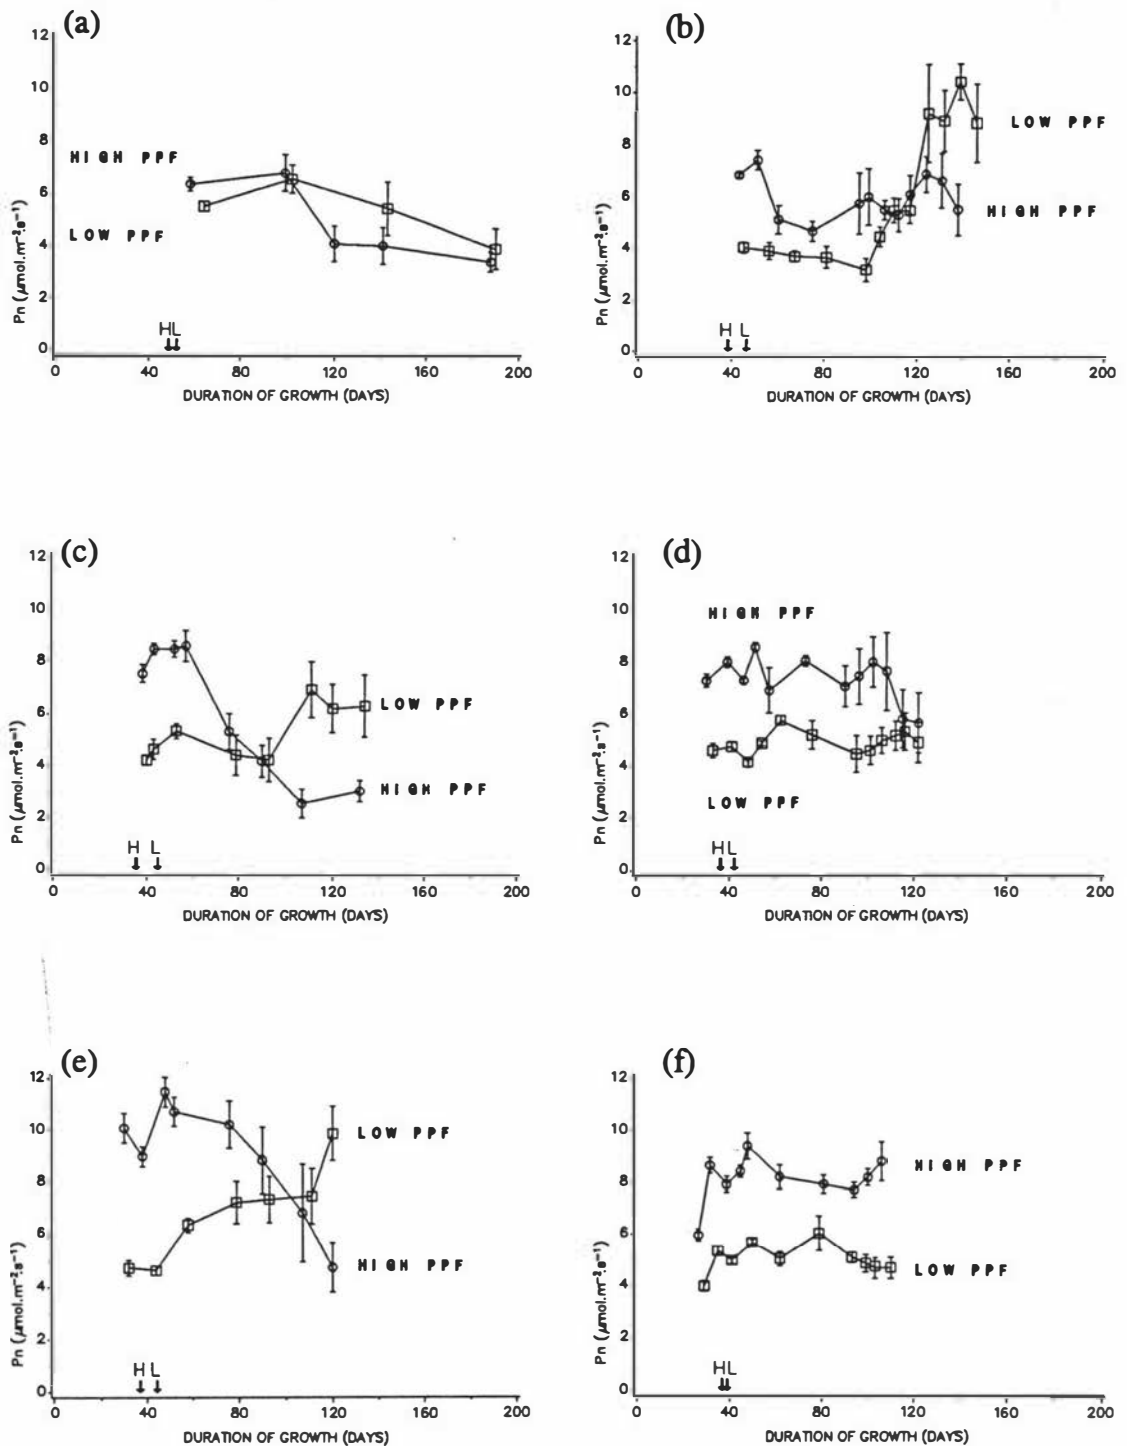 (a)
12
10
8
6
4
2
0
Pn (μmol.m⁻².s⁻¹)
HIGH PPF
LOW PPF
HL
0 40 80 120 160 200
DURATION OF GROWTH (DAYS)
(b)
12
10
8
6
4
2
0
Pn (μmol.m⁻².s⁻¹)
LOW PPF
HIGH PPF
H L
0 40 80 120 160 200
DURATION OF GROWTH (DAYS)
(c)
12
10
8
6
4
2
0
Pn (μmol.m⁻².s⁻¹)
LOW PPF
HIGH PPF
H L
0 40 80 120 160 200
DURATION OF GROWTH (DAYS)
(d)
12
10
8
6
4
2
0
Pn (μmol.m⁻².s⁻¹)
HIGH PPF
LOW PPF
HL
0 40 80 120 160 200
DURATION OF GROWTH (DAYS)
(e)
12
10
8
6
4
2
0
Pn (μmol.m⁻².s⁻¹)
LOW PPF
HIGH PPF
H L
0 40 80 120 160 200
DURATION OF GROWTH (DAYS)
(f)
12
10
8
6
4
2
0
Pn (μmol.m⁻².s⁻¹)
HIGH PPF
LOW PPF
HL
0 40 80 120 160 200
DURATION OF GROWTH (DAYS)